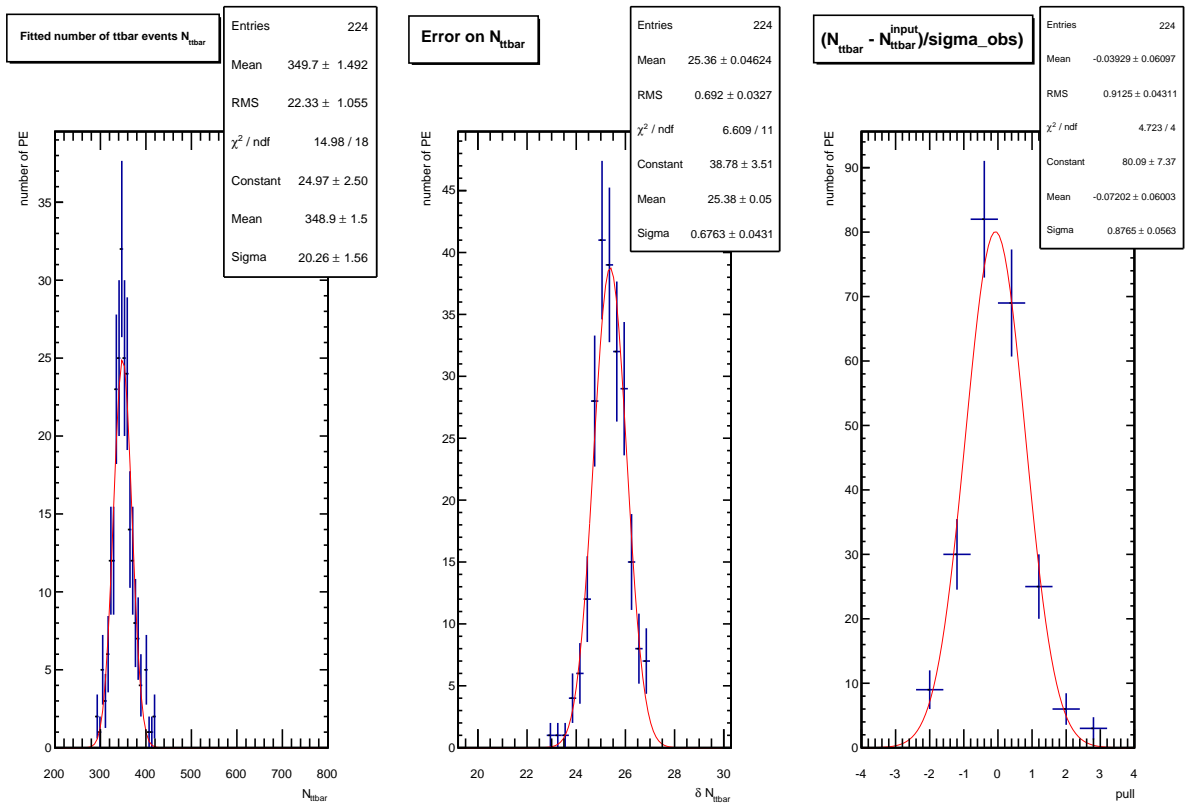 Fitted number of ttbar events N_ttbar
Entries 224
Mean 349.7 ± 1.492
RMS 22.33 ± 1.055
χ² / ndf 14.98 / 18
Constant 24.97 ± 2.50
Mean 348.9 ± 1.5
Sigma 20.26 ± 1.56
number of PE
35
30
25
20
15
10
5
0
200 300 400 500 600 700 800
N_ttbar
Error on N_ttbar
Entries 224
Mean 25.36 ± 0.04624
RMS 0.692 ± 0.0327
χ² / ndf 6.609 / 11
Constant 38.78 ± 3.51
Mean 25.38 ± 0.05
Sigma 0.6763 ± 0.0431
number of PE
45
40
35
30
25
20
15
10
5
0
20 22 24 26 28 30
δ N_ttbar
(N_ttbar - N_ttbar^input)/sigma_obs)
Entries 224
Mean -0.03929 ± 0.06097
RMS 0.9125 ± 0.04311
χ² / ndf 4.723 / 4
Constant 80.09 ± 7.37
Mean -0.07202 ± 0.06003
Sigma 0.8765 ± 0.0563
number of PE
90
80
70
60
50
40
30
20
10
0
-4 -3 -2 -1 0 1 2 3 4
pull